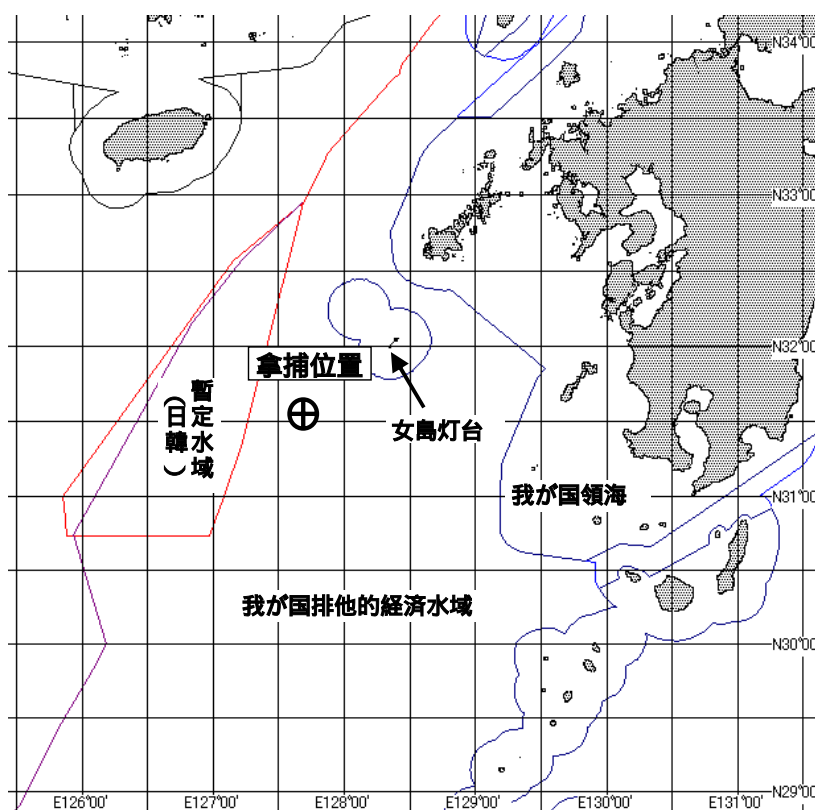 N34°00'
N33°00'
N32°00'
拿捕位置
暫定水域
(日韓)
女島灯台
我が国領海
N31°00'
我が国排他的経済水域
N30°00'
N29°00'
E126°00'
E127°00'
E128°00'
E129°00'
E130°00'
E131°00'